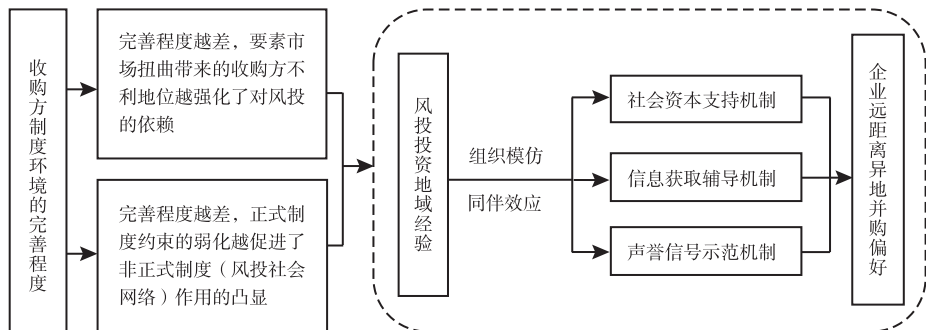 收购方制度环境的完善程度
完善程度越差，要素市
场扭曲带来的收购方不
利地位越强化了对风投
的依赖
完善程度越差，正式制
度约束的弱化越促进了
非正式制度（风投社会
网络）作用的凸显
风投投资地域经验
组织模仿
同伴效应
社会资本支持机制
信息获取辅导机制
声誉信号示范机制
企业远距离异地并购偏好